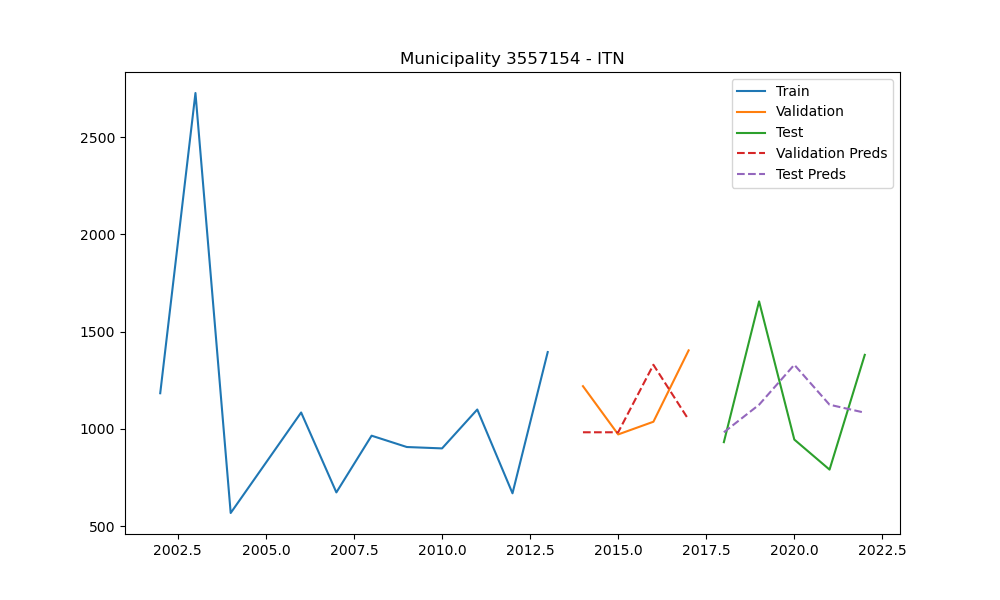 Municipality 3557154 - ITN
Train
Validation
Test
Validation Preds
Test Preds
2500
2000
1500
1000
500
2002.5 2005.0 2007.5 2010.0 2012.5 2015.0 2017.5 2020.0 2022.5